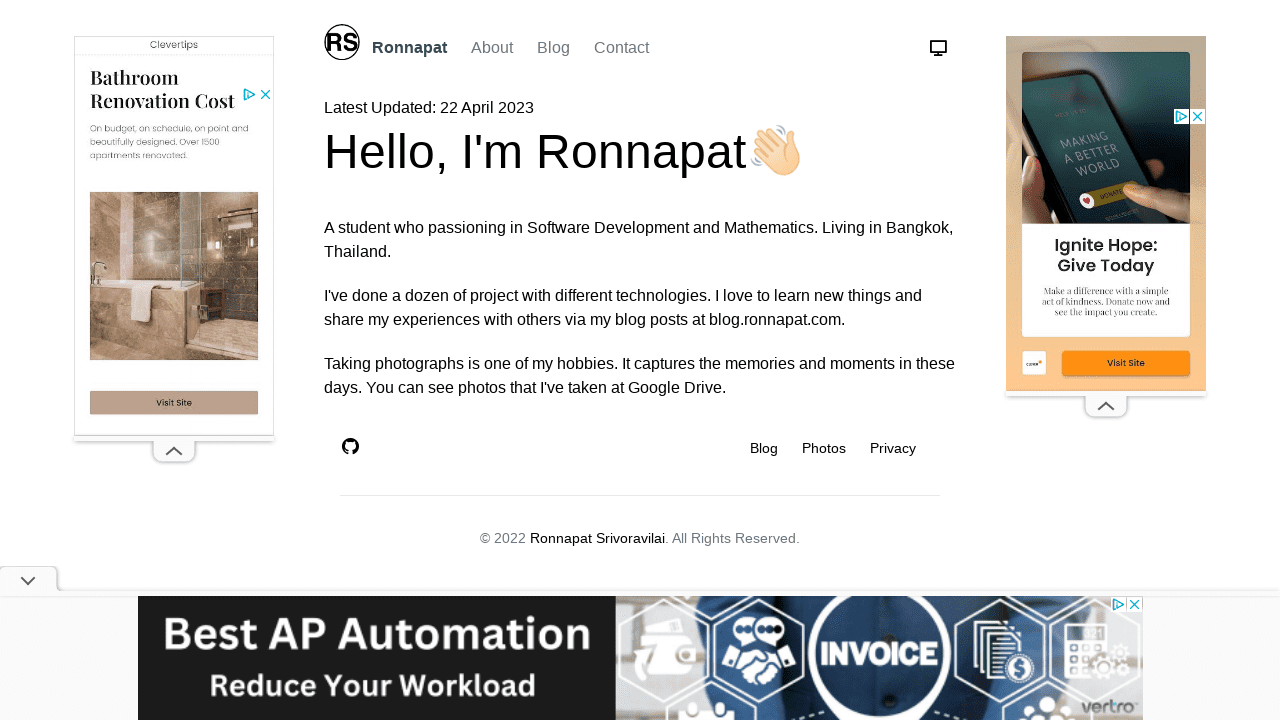 RS
Ronnapat
About
Blog
Contact
Latest Updated: 22 April 2023
Hello, I'm Ronnapat
A student who passioning in Software Development and Mathematics. Living in Bangkok,
Thailand.
I've done a dozen of project with different technologies. I love to learn new things and
share my experiences with others via my blog posts at blog.ronnapat.com.
Taking photographs is one of my hobbies. It captures the memories and moments in these
days. You can see photos that I've taken at Google Drive.
Blog
Photos
Privacy
© 2022 Ronnapat Srivoravilai. All Rights Reserved.
Clevertips
Bathroom
Renovation Cost
On budget, on schedule, on point and
beautifully designed. Over 1500
apartments renovated.
Visit Site
MAKING
A BETTER
WORLD
Ignite Hope:
Give Today
Make a difference with a simple
act of kindness. Donate now and
see the impact you create.
Visit Site
Best AP Automation
Reduce Your Workload
INVOICE
vertro